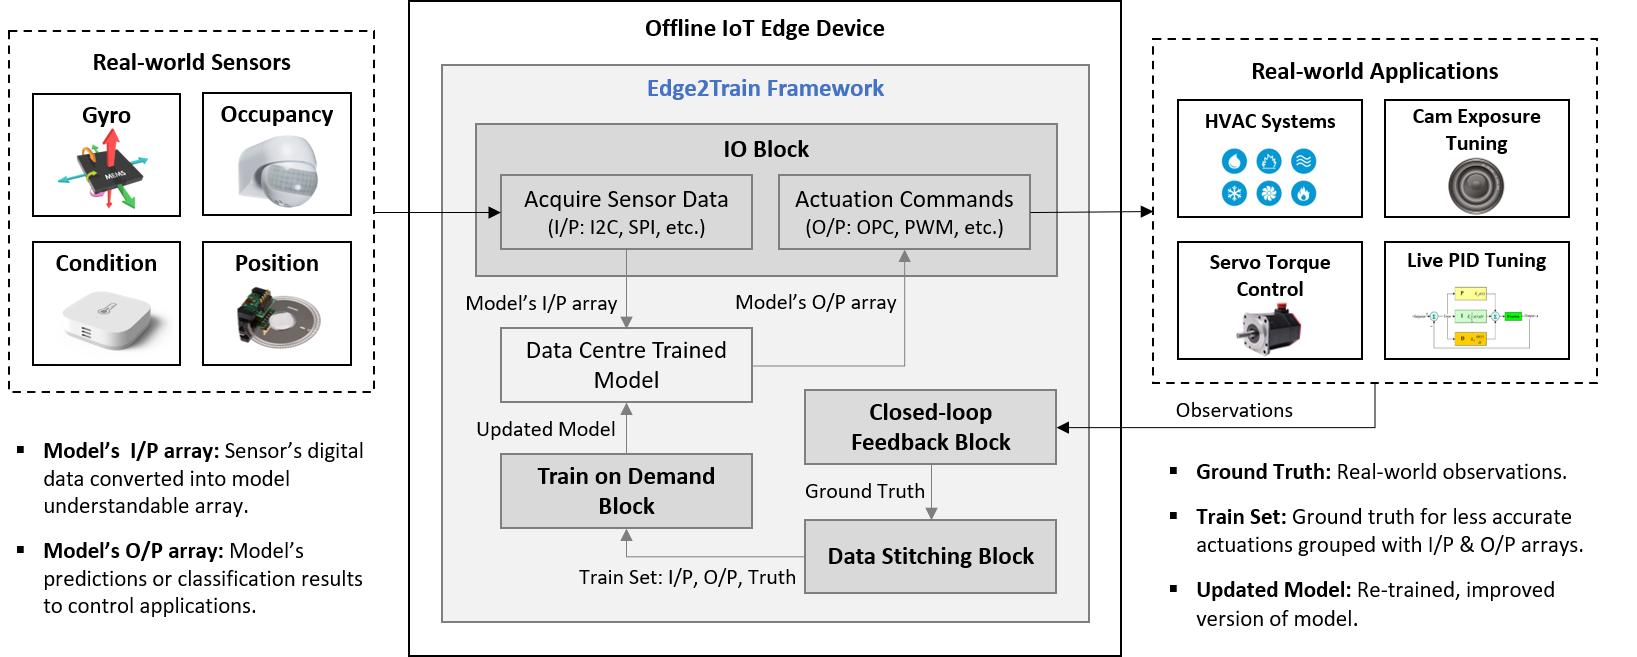 Offline IoT Edge Device
Real-world Sensors
Gyro
MEMS
Occupancy
Condition
Position
Edge2Train Framework
IO Block
Acquire Sensor Data
(I/P: I2C, SPI, etc.)
Actuation Commands
(O/P: OPC, PWM, etc.)
Model's I/P array
Model's O/P array
Data Centre Trained
Model
Updated Model
Closed-loop
Feedback Block
Train on Demand
Block
Ground Truth
Data Stitching Block
Train Set: I/P, O/P, Truth
Real-world Applications
HVAC Systems
Cam Exposure
Tuning
Servo Torque
Control
Live PID Tuning
P
I
D
Observations
▪ Model's  I/P array: Sensor's digital
data converted into model
understandable array.
▪ Model's O/P array: Model's
predictions or classification results
to control applications.
▪ Ground Truth: Real-world observations.
▪ Train Set: Ground truth for less accurate
actuations grouped with I/P & O/P arrays.
▪ Updated Model: Re-trained, improved
version of model.